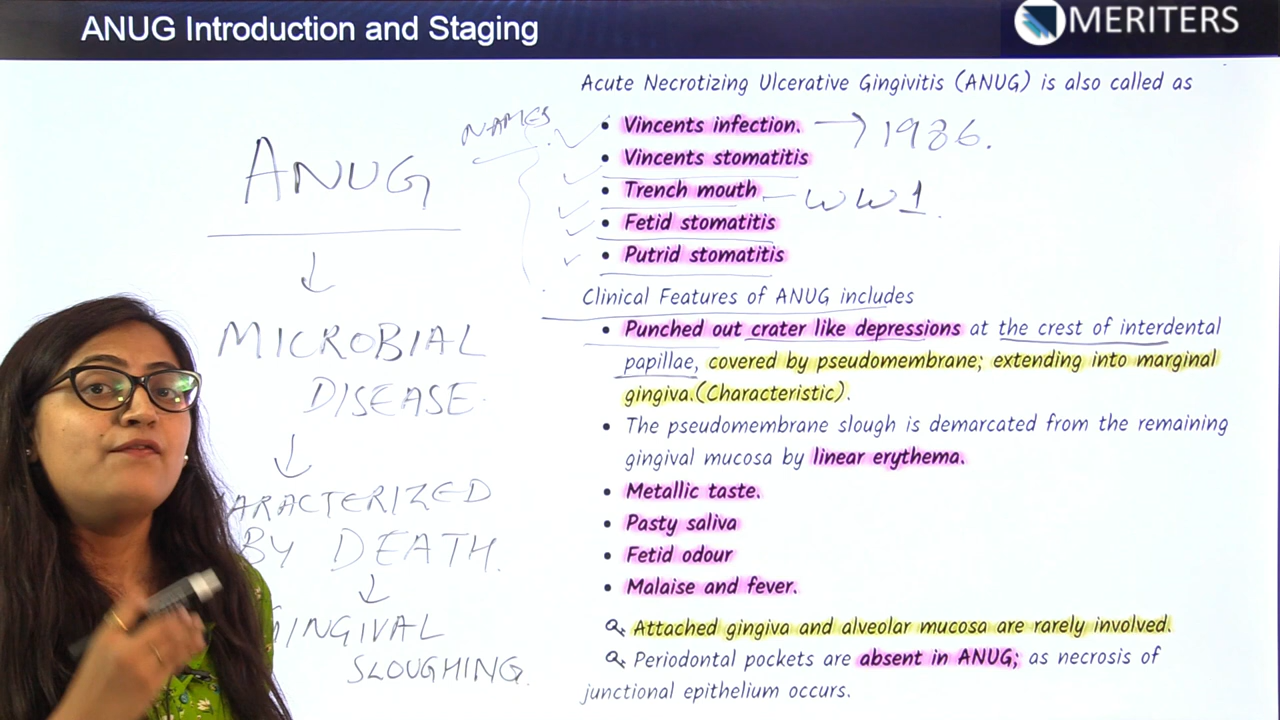 ANUG Introduction and Staging
MERITERS
ANUG
MICROBIAL
DISEASE
ARACTERIZED
BY DEATH.
GINGIVAL
SLOUGHING.
NAMES
Acute Necrotizing Ulcerative Gingivitis (ANUG) is also called as
• Vincents infection. → 1986.
• Vincents stomatitis
• Trench mouth — WW1.
• Fetid stomatitis
• Putrid stomatitis
Clinical Features of ANUG includes
• Punched out crater like depressions at the crest of interdental
papillae, covered by pseudomembrane; extending into marginal
gingiva.(Characteristic).
• The pseudomembrane slough is demarcated from the remaining
gingival mucosa by linear erythema.
• Metallic taste.
• Pasty saliva
• Fetid odour
• Malaise and fever.
Attached gingiva and alveolar mucosa are rarely involved.
Periodontal pockets are absent in ANUG; as necrosis of
junctional epithelium occurs.